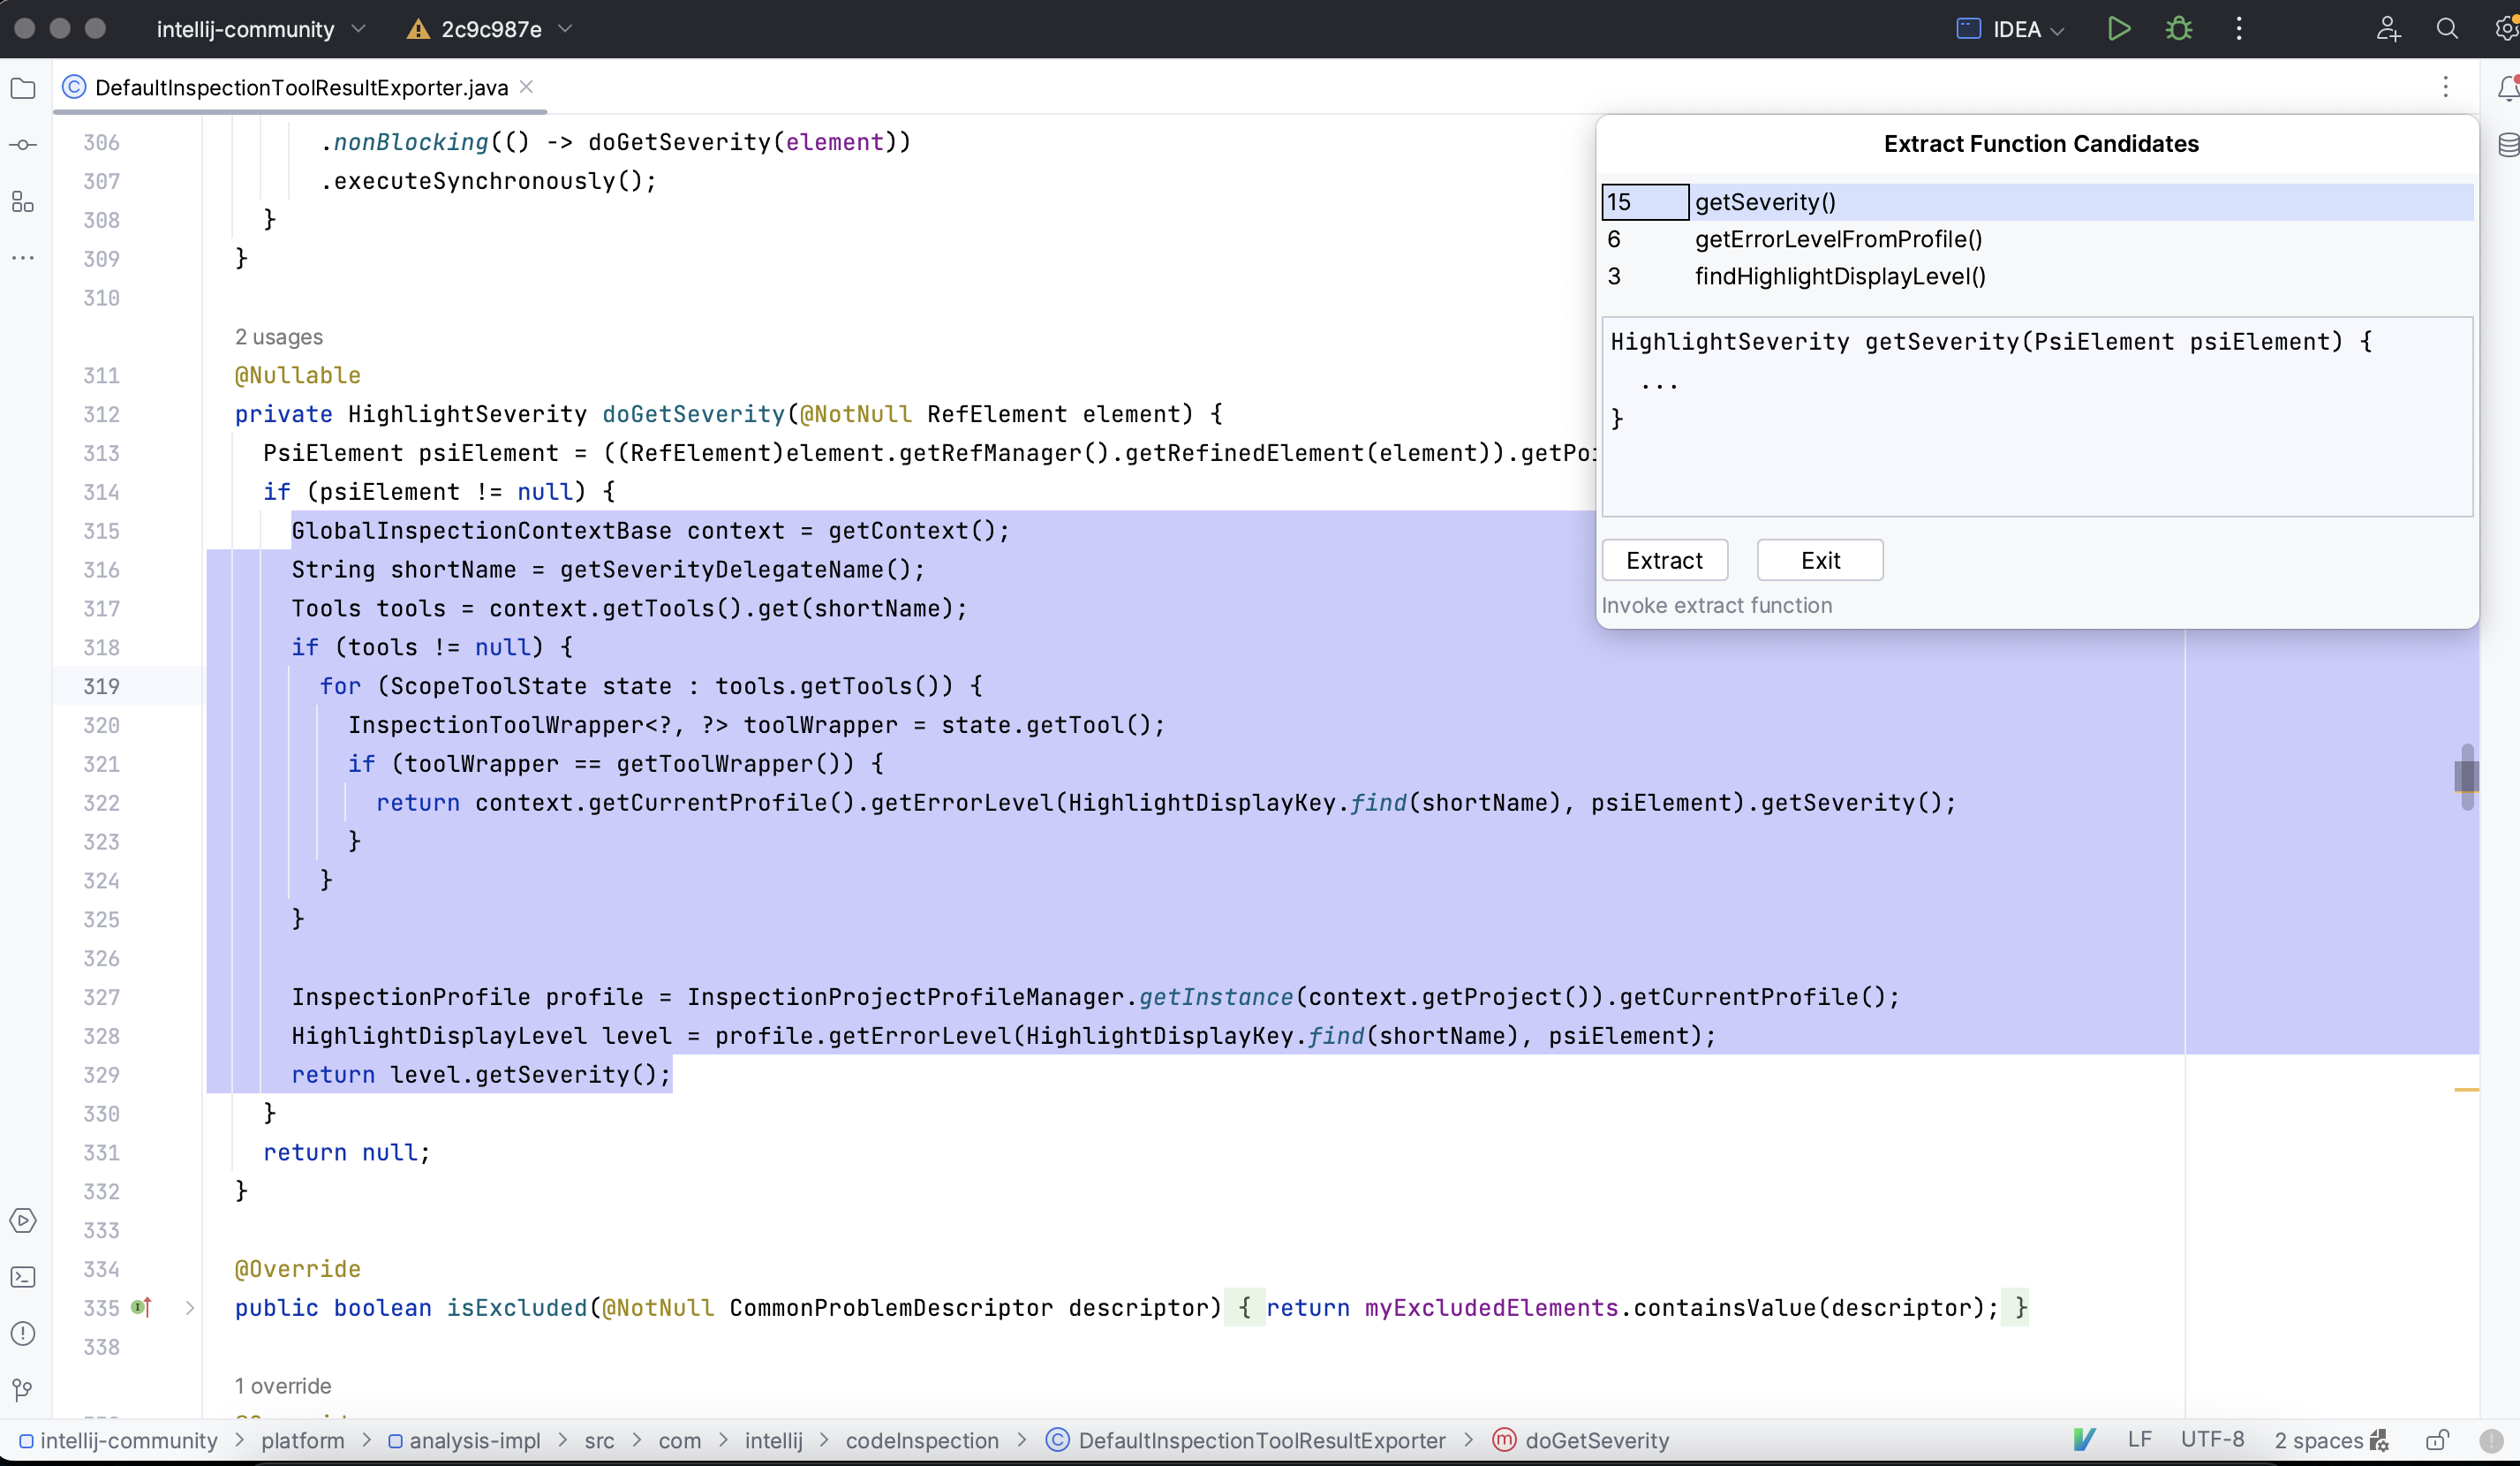 intellij-community
2c9c987e
IDEA
DefaultInspectionToolResultExporter.java
306 .nonBlocking(() -> doGetSeverity(element))
307 .executeSynchronously();
308 }
309 }
310
2 usages
311 @Nullable
312 private HighlightSeverity doGetSeverity(@NotNull RefElement element) {
313 PsiElement psiElement = ((RefElement)element.getRefManager().getRefinedElement(element)).getPoi
314 if (psiElement != null) {
315 GlobalInspectionContextBase context = getContext();
316 String shortName = getSeverityDelegateName();
317 Tools tools = context.getTools().get(shortName);
318 if (tools != null) {
319 for (ScopeToolState state : tools.getTools()) {
320 InspectionToolWrapper<?, ?> toolWrapper = state.getTool();
321 if (toolWrapper == getToolWrapper()) {
322 return context.getCurrentProfile().getErrorLevel(HighlightDisplayKey.find(shortName), psiElement).getSeverity();
323 }
324 }
325 }
326
327 InspectionProfile profile = InspectionProjectProfileManager.getInstance(context.getProject()).getCurrentProfile();
328 HighlightDisplayLevel level = profile.getErrorLevel(HighlightDisplayKey.find(shortName), psiElement);
329 return level.getSeverity();
330 }
331 return null;
332 }
333
334 @Override
335 public boolean isExcluded(@NotNull CommonProblemDescriptor descriptor) { return myExcludedElements.containsValue(descriptor); }
338
1 override
Extract Function Candidates
15 getSeverity()
6 getErrorLevelFromProfile()
3 findHighlightDisplayLevel()
HighlightSeverity getSeverity(PsiElement psiElement) {
...
}
Extract Exit
Invoke extract function
intellij-community > platform > analysis-impl > src > com > intellij > codeInspection > DefaultInspectionToolResultExporter > doGetSeverity
LF UTF-8 2 spaces